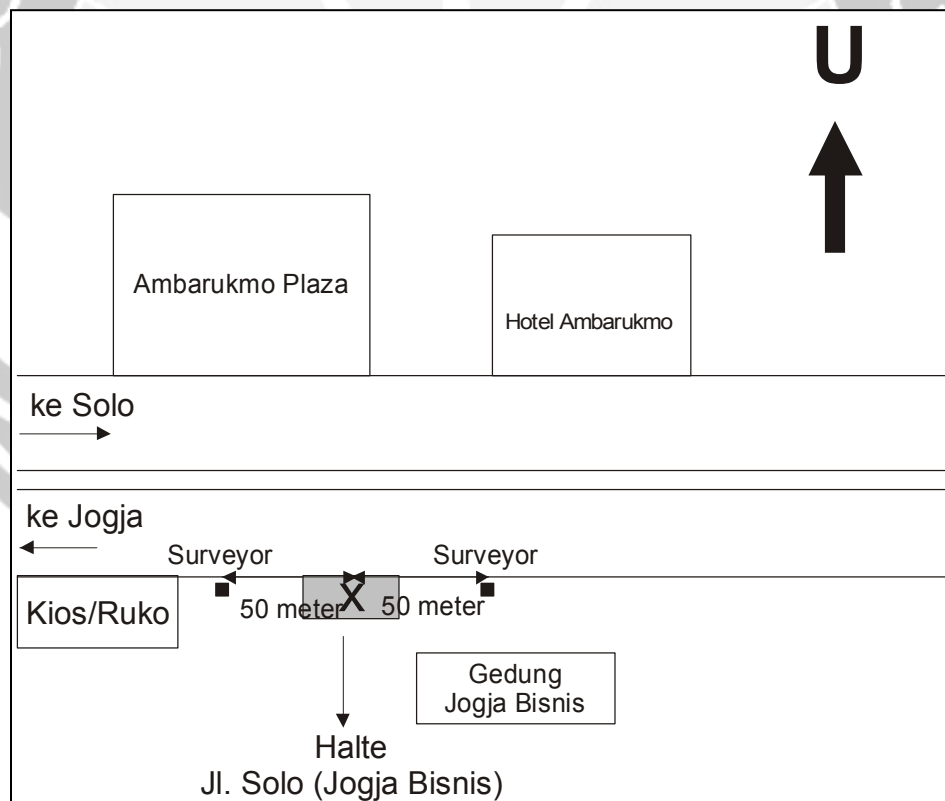 U
Ambarukmo Plaza
Hotel Ambarukmo
ke Solo
ke Jogja
Surveyor
Surveyor
Kios/Ruko
50 meter
X
50 meter
Gedung
Jogja Bisnis
Halte
Jl. Solo (Jogja Bisnis)